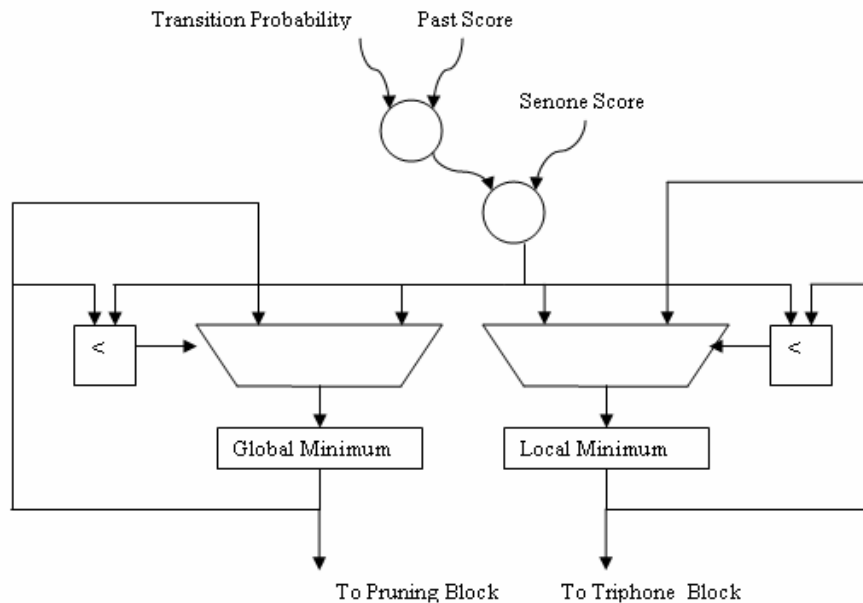 Transition Probability
Past Score
Senone Score
<
<
Global Minimum
Local Minimum
To Pruning Block
To Triphone Block